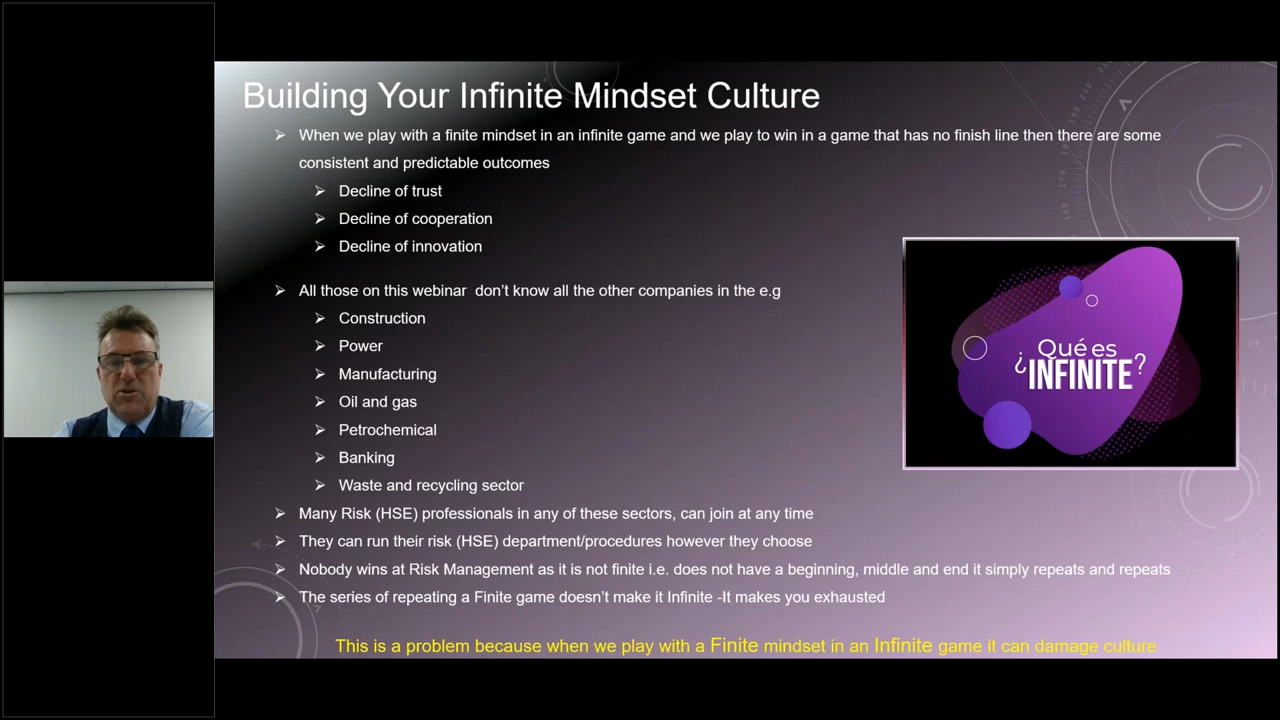 Building Your Infinite Mindset Culture
When we play with a finite mindset in an infinite game and we play to win in a game that has no finish line then there are some
consistent and predictable outcomes
Decline of trust
Decline of cooperation
Decline of innovation
All those on this webinar don't know all the other companies in the e.g
Construction
Power
Manufacturing
Oil and gas
Petrochemical
Banking
Waste and recycling sector
Many Risk (HSE) professionals in any of these sectors, can join at any time
They can run their risk (HSE) department/procedures however they choose
Nobody wins at Risk Management as it is not finite i.e. does not have a beginning, middle and end it simply repeats and repeats
The series of repeating a Finite game doesn't make it Infinite -It makes you exhausted
This is a problem because when we play with a Finite mindset in an Infinite game it can damage culture
¿Qué es
INFINITE?